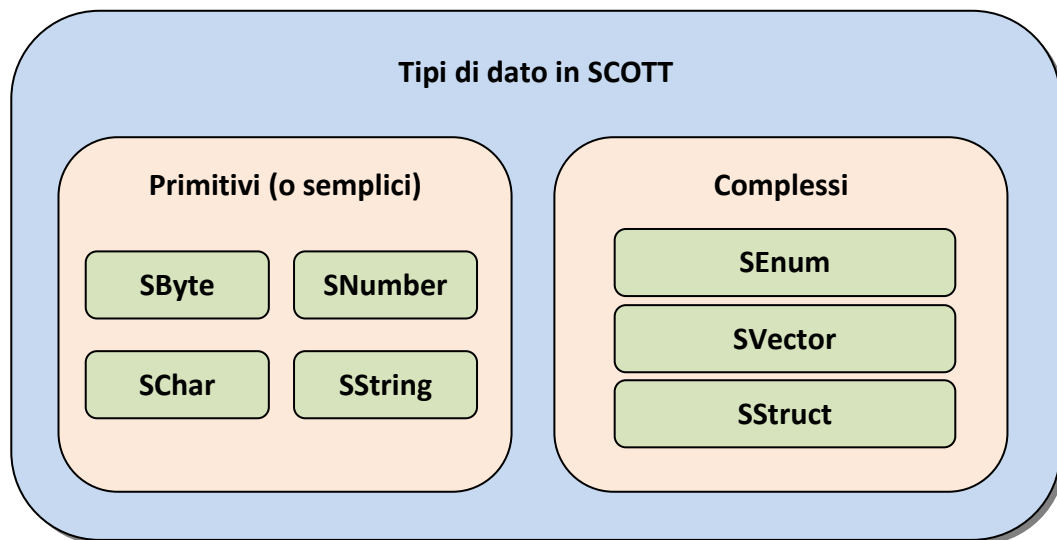 Tipi di dato in SCOTT
Primitivi (o semplici)
SByte
SNumber
SChar
SString
Complessi
SEnum
SVector
SStruct